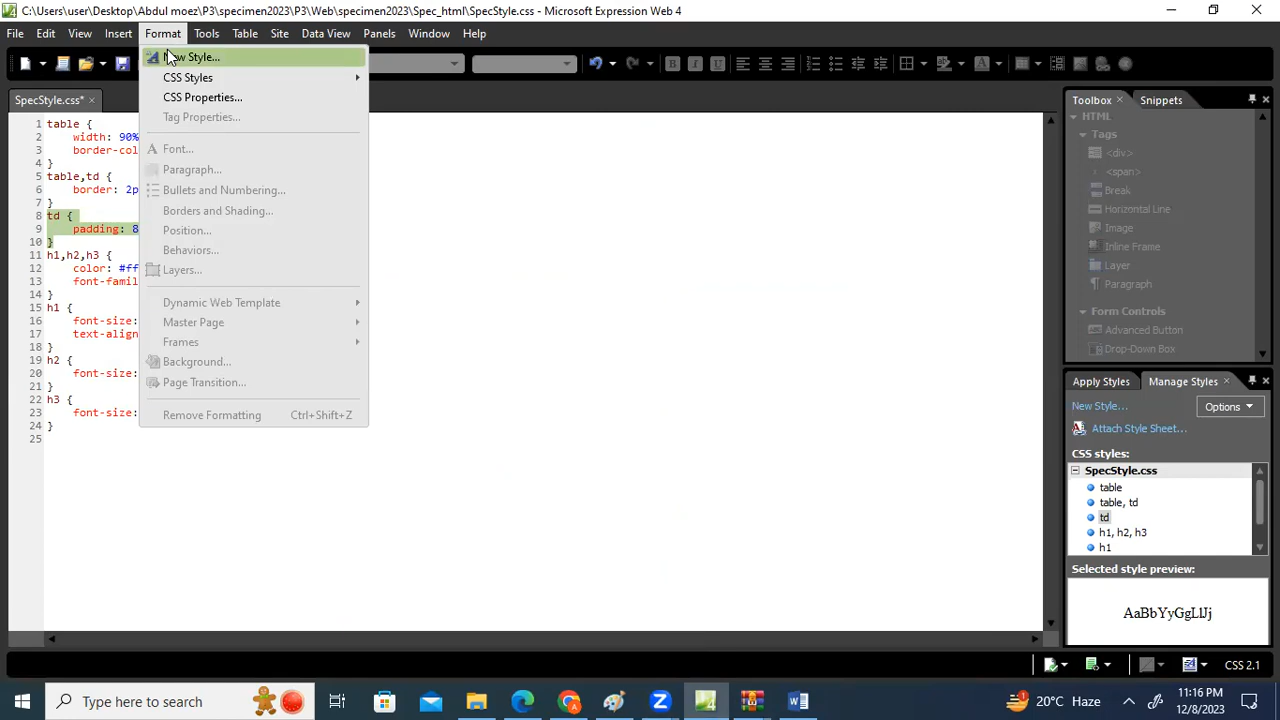 C:\Users\user\Desktop\Abdul moez\P3\specimen2023\P3\Web\specimen2023\Spec_html\SpecStyle.css - Microsoft Expression Web 4
File Edit View Insert Format Tools Table Site Data View Panels Window Help
New Style...
CSS Styles
CSS Properties...
Tag Properties...
Font...
Paragraph...
Bullets and Numbering...
Borders and Shading...
Position...
Behaviors...
Layers...
Dynamic Web Template
Master Page
Frames
Background...
Page Transition...
Remove Formatting Ctrl+Shift+Z
SpecStyle.css*
1 table {
2 width: 90%
3 border-col
4 }
5 table,td {
6 border: 2p
7 }
8 td {
9 padding: 8
10 }
11 h1,h2,h3 {
12 color: #ff
13 font-famil
14 }
15 h1 {
16 font-size:
17 text-align
18 }
19 h2 {
20 font-size:
21 }
22 h3 {
23 font-size:
24 }
25
Toolbox Snippets
HTML
Tags
<div>
<span>
Break
Horizontal Line
Image
Inline Frame
Layer
Paragraph
Form Controls
Advanced Button
Drop-Down Box
Apply Styles Manage Styles
New Style... Options
Attach Style Sheet...
CSS styles:
SpecStyle.css
table
table, td
td
h1, h2, h3
h1
Selected style preview:
AaBbYyGgLlJj
CSS 2.1
Type here to search
20°C Haze
11:16 PM
12/8/2023